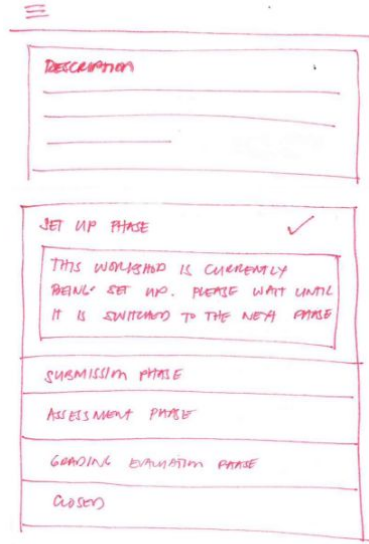 DESCRIPTION
SET UP PHASE
THIS WORKSHOP IS CURRENTLY
BEING SET UP. PLEASE WAIT UNTIL
IT IS SWITCHED TO THE NEXT PHASE
SUBMISSION PHASE
ASSESSMENT PHASE
GRADING EVALUATION PHASE
CLOSED